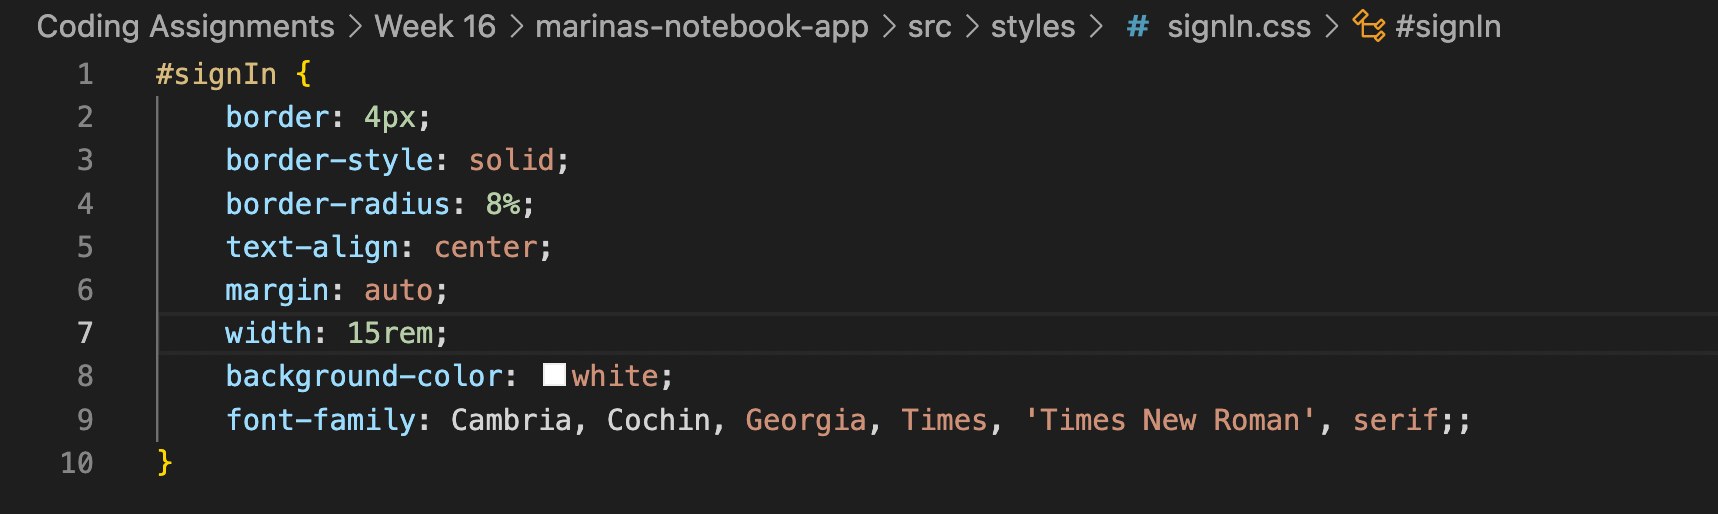 Coding Assignments > Week 16 > marinas-notebook-app > src > styles > # signIn.css > #signIn
1 #signIn {
2 border: 4px;
3 border-style: solid;
4 border-radius: 8%;
5 text-align: center;
6 margin: auto;
7 width: 15rem;
8 background-color: white;
9 font-family: Cambria, Cochin, Georgia, Times, 'Times New Roman', serif;;
10 }